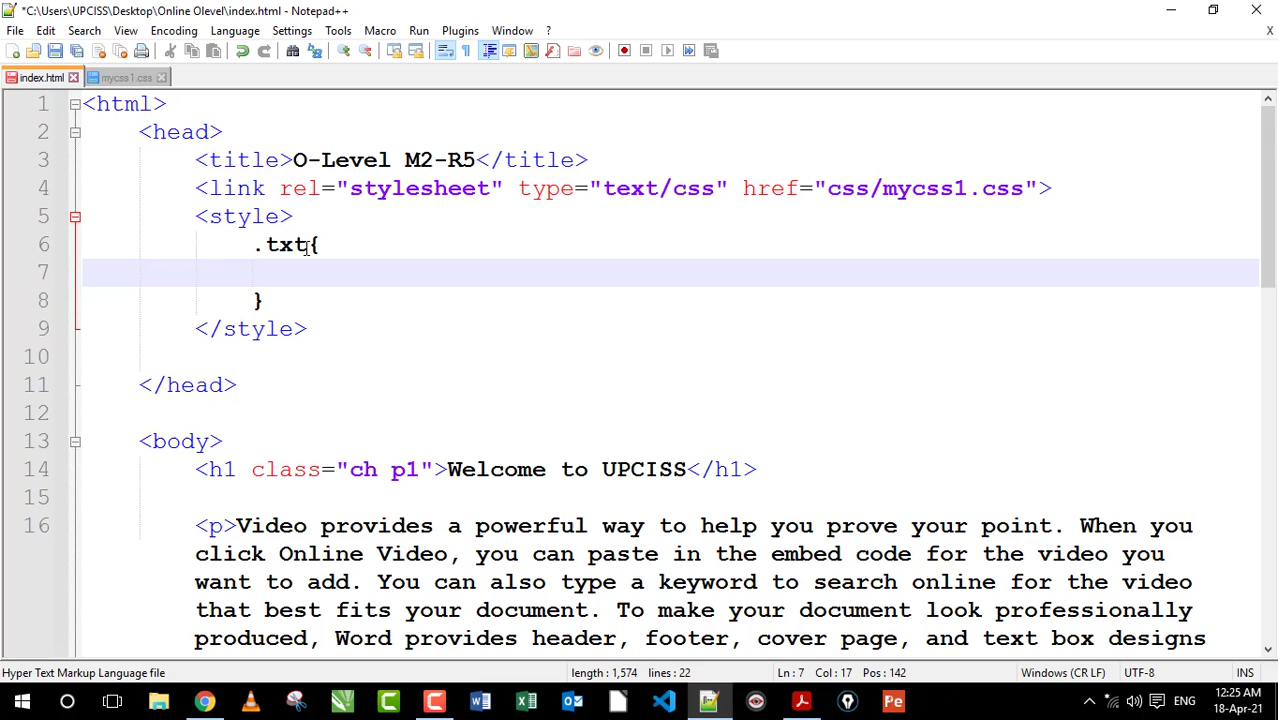 *C:\Users\UPCISS\Desktop\Online Olevel\index.html - Notepad++
File Edit Search View Encoding Language Settings Tools Macro Run Plugins Window ? X
index.html mycss1.css
1 <html>
2 <head>
3 <title>O-Level M2-R5</title>
4 <link rel="stylesheet" type="text/css" href="css/mycss1.css">
5 <style>
6 .txt{
7
8 }
9 </style>
10
11 </head>
12
13 <body>
14 <h1 class="ch p1">Welcome to UPCISS</h1>
15
16 <p>Video provides a powerful way to help you prove your point. When you
click Online Video, you can paste in the embed code for the video you
want to add. You can also type a keyword to search online for the video
that best fits your document. To make your document look professionally
produced, Word provides header, footer, cover page, and text box designs
Hyper Text Markup Language file length : 1,574 lines : 22 Ln : 7 Col : 17 Pos : 142 Windows (CR LF) UTF-8 INS
ENG 12:25 AM
18-Apr-21